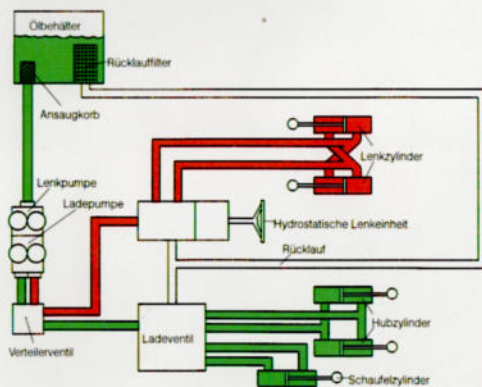 Ölbehälter
Rücklauffilter
Ansaugkorb
Lenkpumpe
Ladepumpe
Lenkzylinder
Hydrostatische Lenkeinheit
Rücklauf
Verteilerventil
Ladeventil
Hubzylinder
Schaufelzylinder